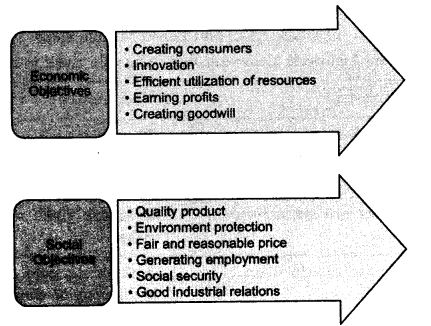 Economic
Objectives
• Creating consumers
• Innovation
• Efficient utilization of resources
• Earning profits
• Creating goodwill
Social
Objectives
• Quality product
• Environment protection
• Fair and reasonable price
• Generating employment
• Social security
• Good industrial relations